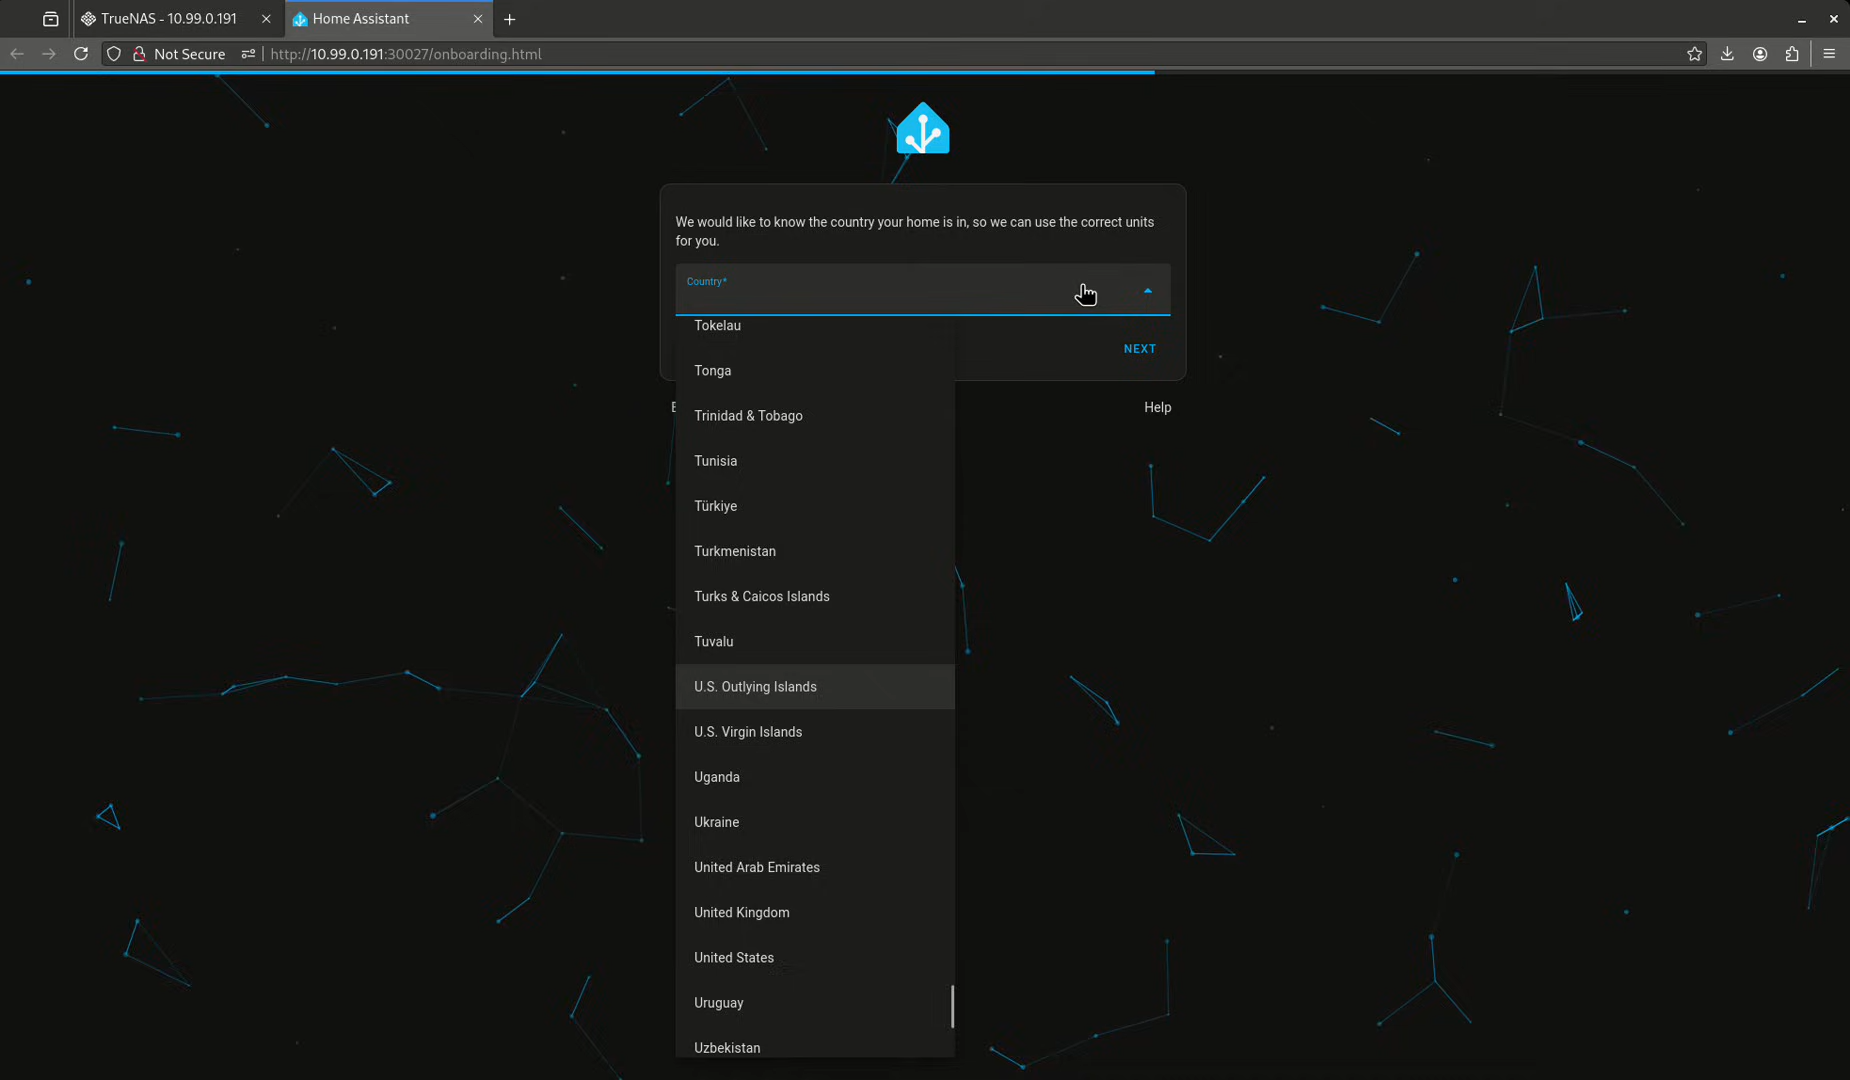 TrueNAS - 10.99.0.191
Home Assistant
Not Secure
http://10.99.0.191:30027/onboarding.html
We would like to know the country your home is in, so we can use the correct units
for you.
Country*
Tokelau
NEXT
Tonga
Help
Trinidad & Tobago
Tunisia
Türkiye
Turkmenistan
Turks & Caicos Islands
Tuvalu
U.S. Outlying Islands
U.S. Virgin Islands
Uganda
Ukraine
United Arab Emirates
United Kingdom
United States
Uruguay
Uzbekistan